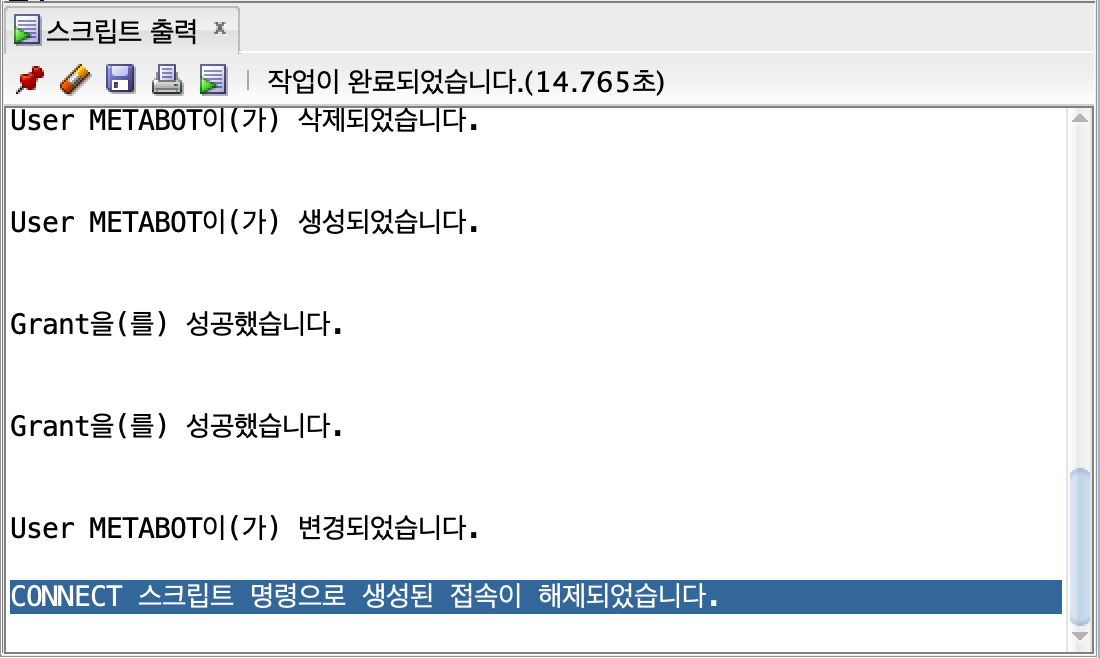 스크립트 출력 x
작업이 완료되었습니다.(14.765초)
User METABOT이(가) 삭제되었습니다.
User METABOT이(가) 생성되었습니다.
Grant을(를) 성공했습니다.
Grant을(를) 성공했습니다.
User METABOT이(가) 변경되었습니다.
CONNECT 스크립트 명령으로 생성된 접속이 해제되었습니다.